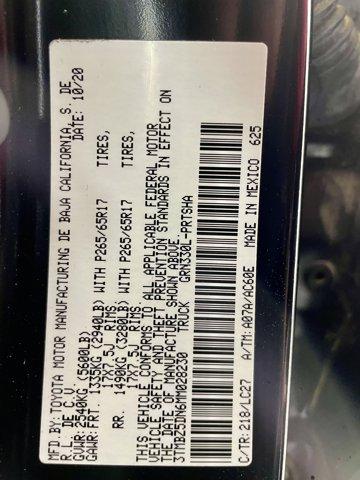 MFD.BY:TOYOTA MOTOR MANUFACTURING DE BAJA CALIFORNIA, S. DE
R.L. DE C.V. DATE: 10/20
GVWR: 2540KG (5600LB)
GAWR: FRT. 1335KG (2940LB) WITH P265/65R17 TIRES,
17X7.5J RIMS
RR. 1490KG (3280LB) WITH P265/65R17 TIRES,
17X7.5J RIMS
THIS VEHICLE CONFORMS TO ALL APPLICABLE FEDERAL MOTOR
VEHICLE SAFETY AND THEFT PREVENTION STANDARDS IN EFFECT ON
THE DATE OF MANUFACTURE SHOWN ABOVE.
3TMBZ5DN6MM028230 TRUCK GRN330L-PRTSHA
C/TR:218/LC27 A/TM:A07A/AC60E MADE IN MEXICO 625